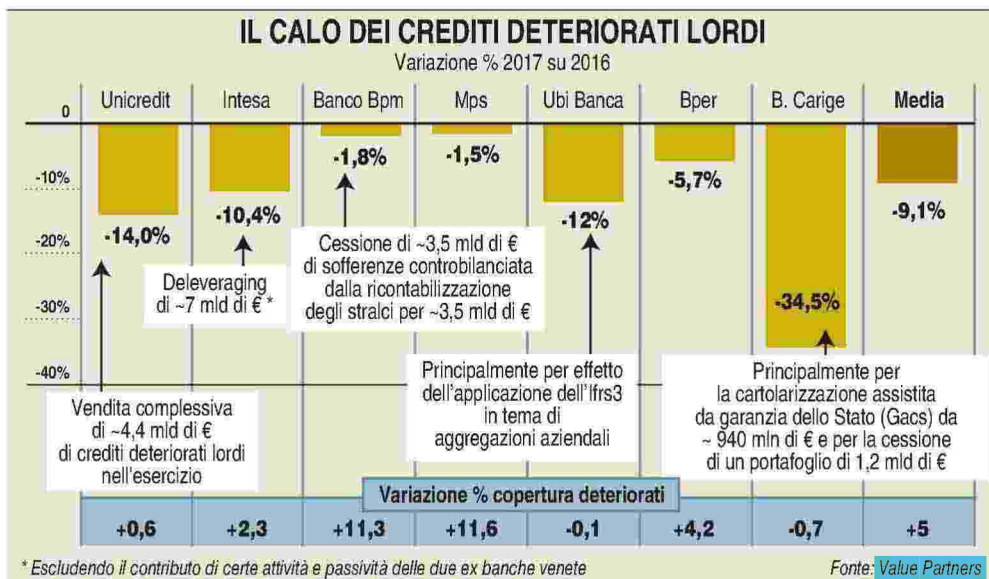 IL CALO DEI CREDITI DETERIORATI LORDI
Variazione % 2017 su 2016
Unicredit Intesa Banco Bpm Mps Ubi Banca Bper B. Carige Media
0
-10%
-20%
-30%
-40%
-14,0%
-10,4%
-1,8%
-1,5%
-12%
-5,7%
-34,5%
-9,1%
Vendita complessiva
di ~4,4 mld di €
di crediti deteriorati lordi
nell'esercizio
Deleveraging
di ~7 mld di € *
Cessione di ~3,5 mld di €
di sofferenze controbilanciata
dalla ricontabilizzazione
degli stralci per ~3,5 mld di €
Principalmente per effetto
dell'applicazione dell'Ifrs3
in tema di
aggregazioni aziendali
Principalmente per
la cartolarizzazione assistita
da garanzia dello Stato (Gacs) da
~ 940 mln di € e per la cessione
di un portafoglio di 1,2 mld di €
Variazione % copertura deteriorati
+0,6 +2,3 +11,3 +11,6 -0,1 +4,2 -0,7 +5
* Escludendo il contributo di certe attività e passività delle due ex banche venete
Fonte: Value Partners